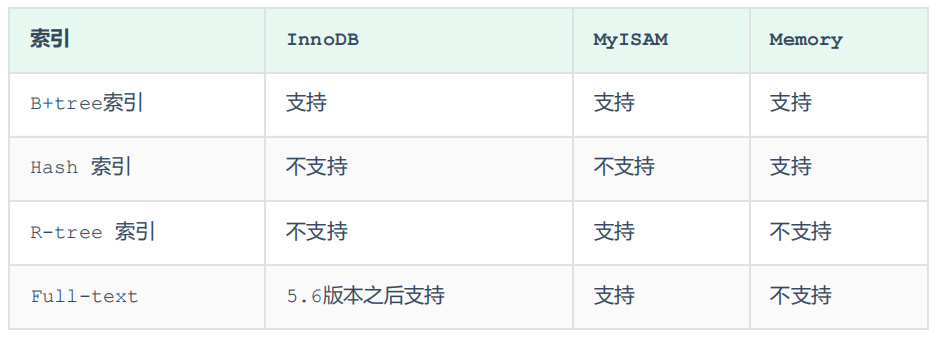 索引 InnoDB MyISAM Memory
B+tree索引 支持 支持 支持
Hash 索引 不支持 不支持 支持
R-tree 索引 不支持 支持 不支持
Full-text 5.6版本之后支持 支持 不支持